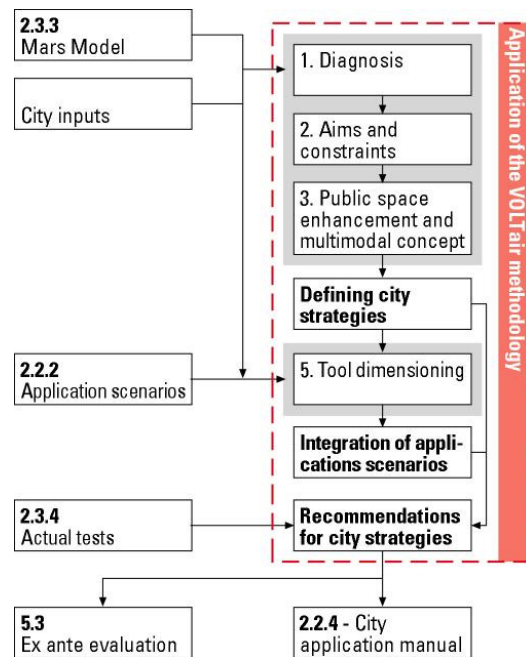 2.3.3
Mars Model
City inputs
1. Diagnosis
2. Aims and
constraints
3. Public space
enhancement and
multimodal concept
Defining city
strategies
2.2.2
Application scenarios
5. Tool dimensioning
Integration of appli-
cations scenarios
2.3.4
Actual tests
Recommendations
for city strategies
5.3
Ex ante evaluation
2.2.4 - City
application manual
Application of the VOLTair methodology